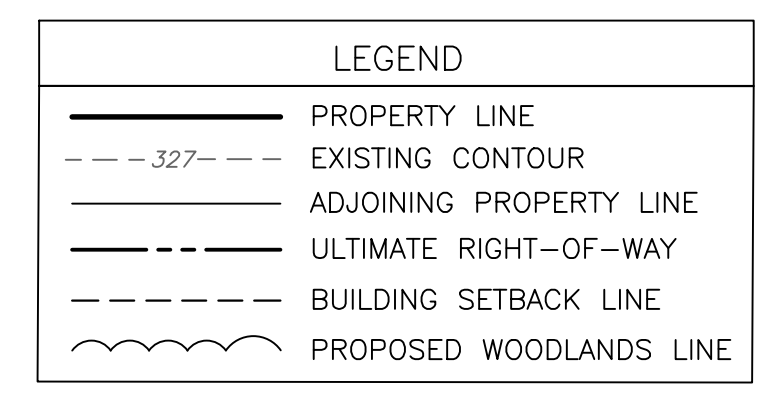 LEGEND
PROPERTY LINE
327 EXISTING CONTOUR
ADJOINING PROPERTY LINE
ULTIMATE RIGHT-OF-WAY
BUILDING SETBACK LINE
PROPOSED WOODLANDS LINE